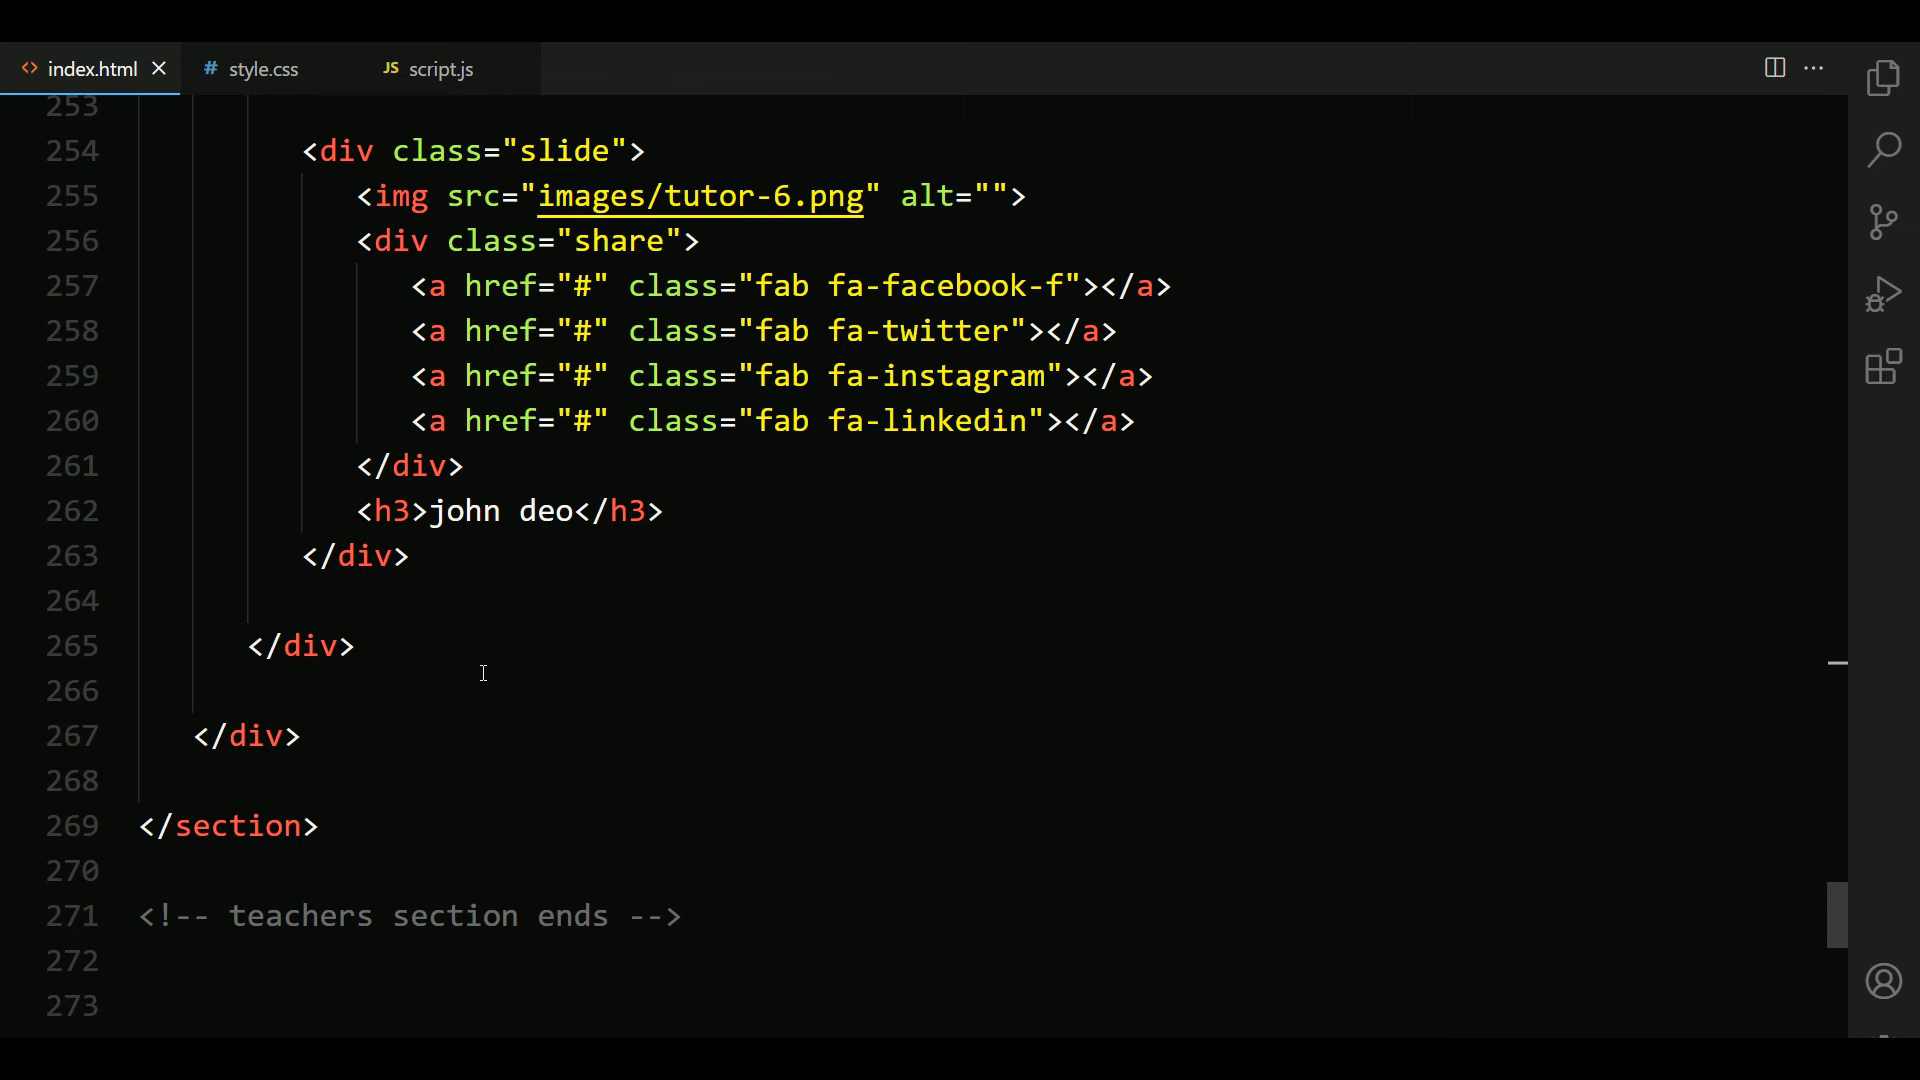 index.html style.css JS script.js
253
254 <div class="slide">
255 <img src="images/tutor-6.png" alt="">
256 <div class="share">
257 <a href="#" class="fab fa-facebook-f"></a>
258 <a href="#" class="fab fa-twitter"></a>
259 <a href="#" class="fab fa-instagram"></a>
260 <a href="#" class="fab fa-linkedin"></a>
261 </div>
262 <h3>john deo</h3>
263 </div>
264
265 </div>
266
267 </div>
268
269 </section>
270
271 <!-- teachers section ends -->
272
273